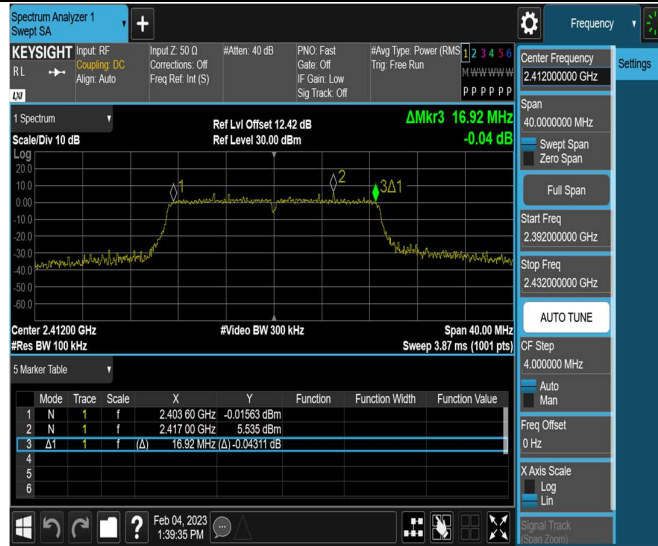 Spectrum Analyzer 1
Swept SA
+
Frequency
KEYSIGHT
RL
LXI
Input: RF
Coupling: DC
Align: Auto
Input Z: 50 Ω
Corrections: Off
Freq Ref: Int (S)
#Atten: 40 dB
PNO: Fast
Gate: Off
IF Gain: Low
Sig Track: Off
#Avg Type: Power (RMS
Trig: Free Run
1 2 3 4 5 6
M W W W W W
P P P P P P
1 Spectrum
Scale/Div 10 dB
Ref Lvl Offset 12.42 dB
Ref Level 30.00 dBm
ΔMkr3 16.92 MHz
-0.04 dB
Log
20.0
10.0
0.00
-10.0
-20.0
-30.0
-40.0
-50.0
-60.0
1
2
3Δ1
Center 2.41200 GHz
#Video BW 300 kHz
Span 40.00 MHz
#Res BW 100 kHz
Sweep 3.87 ms (1001 pts)
5 Marker Table
Mode Trace Scale X Y Function Function Width Function Value
1 N 1 f 2.403 60 GHz -0.01563 dBm
2 N 1 f 2.417 00 GHz 5.535 dBm
3 Δ1 1 f (Δ) 16.92 MHz (Δ) -0.04311 dB
4
5
6
Feb 04, 2023
1:39:35 PM
?
Center Frequency
2.412000000 GHz
Settings
Span
40.0000000 MHz
Swept Span
Zero Span
Full Span
Start Freq
2.392000000 GHz
Stop Freq
2.432000000 GHz
AUTO TUNE
CF Step
4.000000 MHz
Auto
Man
Freq Offset
0 Hz
X Axis Scale
Log
Lin
Signal Track
(Span Zoom)